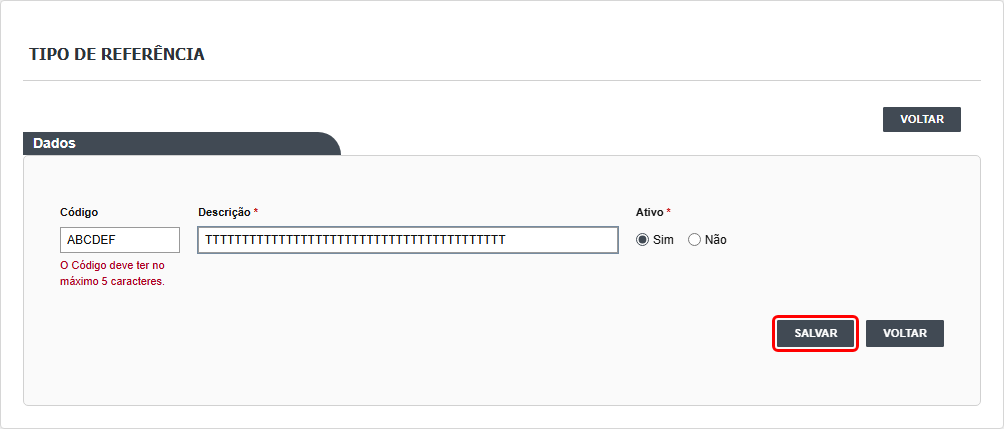 TIPO DE REFERÊNCIA
VOLTAR
Dados
Código
Descrição *
Ativo *
ABCDEF
TTTTTTTTTTTTTTTTTTTTTTTTTTTTTTTTTTTTTTTTT
Sim
Não
O Código deve ter no
máximo 5 caracteres.
SALVAR
VOLTAR